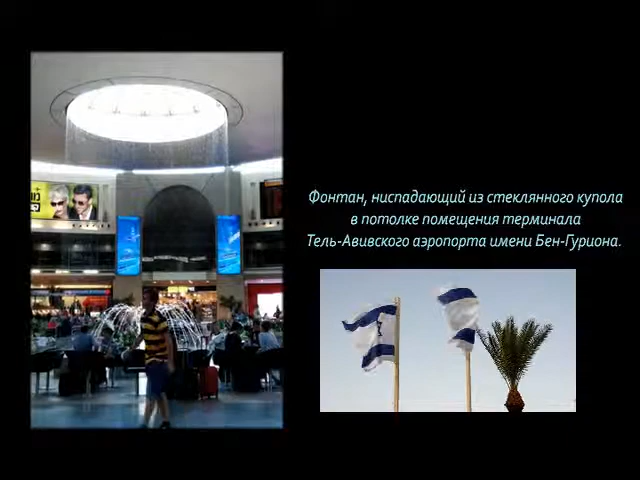 Фонтан, ниспадающий из стеклянного купола
в потолке помещения терминала
Тель-Авивского аэропорта имени Бен-Гуриона.